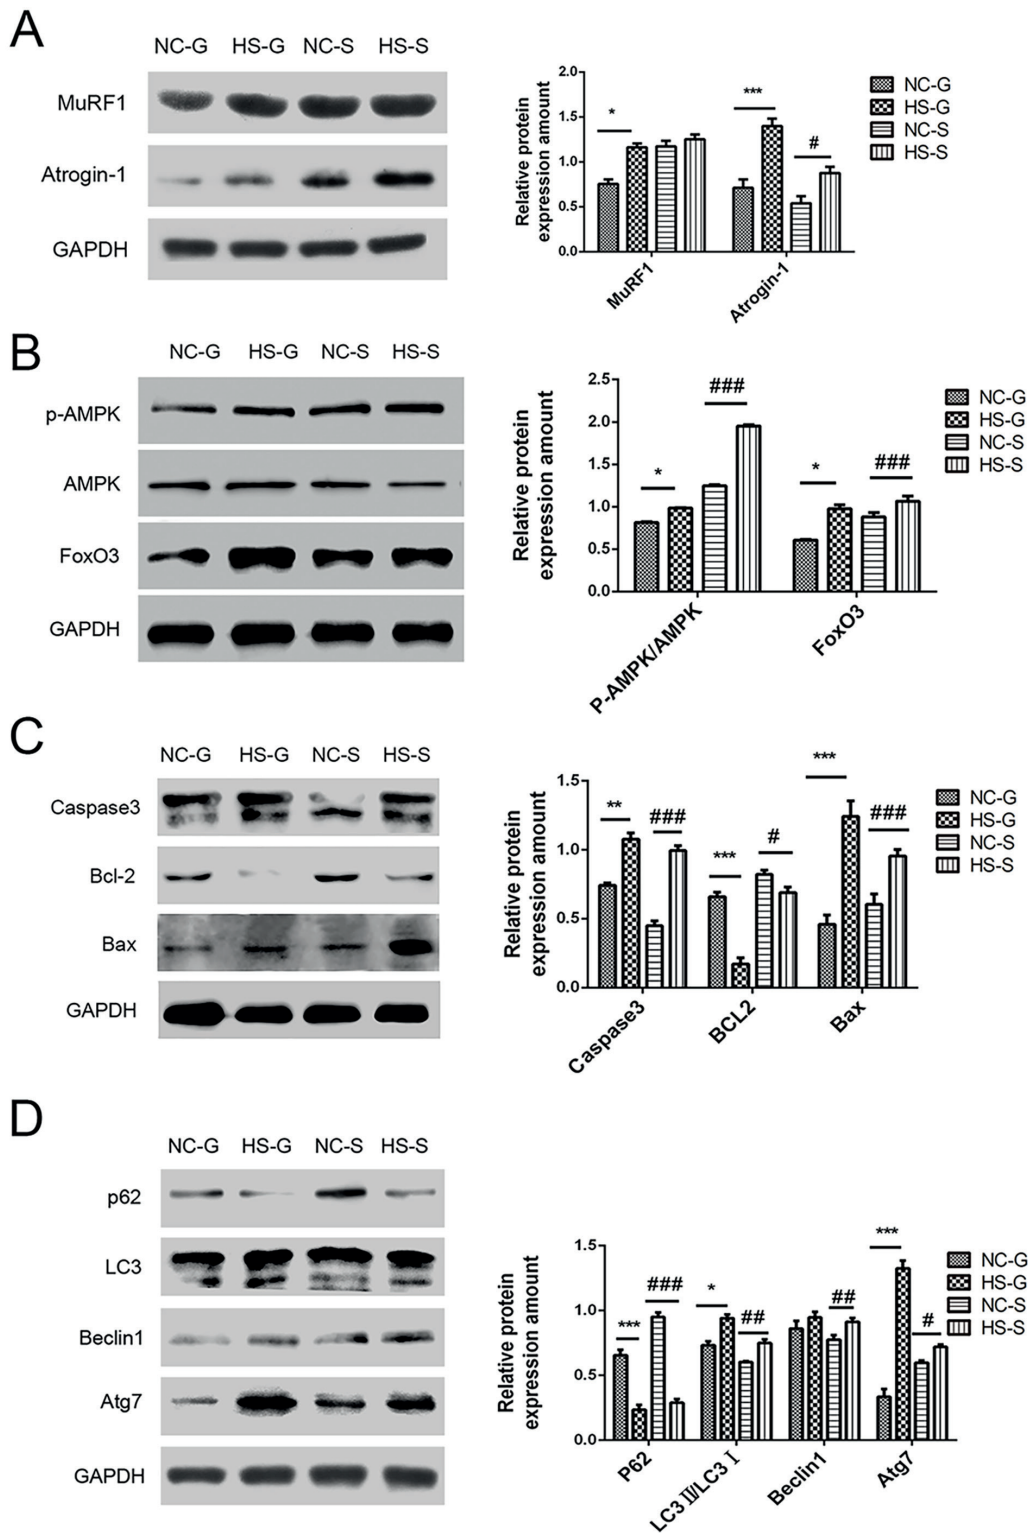 A
NC-G HS-G NC-S HS-S
MuRF1
Atrogin-1
GAPDH
Relative protein
expression amount
2.0
1.5
1.0
0.5
0.0
*
***
#
MuRF1
Atrogin-1
NC-G
HS-G
NC-S
HS-S
B
NC-G HS-G NC-S HS-S
p-AMPK
AMPK
FoxO3
GAPDH
Relative protein
expression amount
2.5
2.0
1.5
1.0
0.5
0.0
*
###
*
###
P-AMPK/AMPK
FoxO3
NC-G
HS-G
NC-S
HS-S
C
NC-G HS-G NC-S HS-S
Caspase3
Bcl-2
Bax
GAPDH
Relative protein
expression amount
1.5
1.0
0.5
0.0
**
###
***
#
***
###
Caspase3
BCL2
Bax
NC-G
HS-G
NC-S
HS-S
D
NC-G HS-G NC-S HS-S
p62
LC3
Beclin1
Atg7
GAPDH
Relative protein
expression amount
1.5
1.0
0.5
0.0
***
###
*
##
##
***
#
P62
LC3 Ⅱ/LC3 Ⅰ
Beclin1
Atg7
NC-G
HS-G
NC-S
HS-S